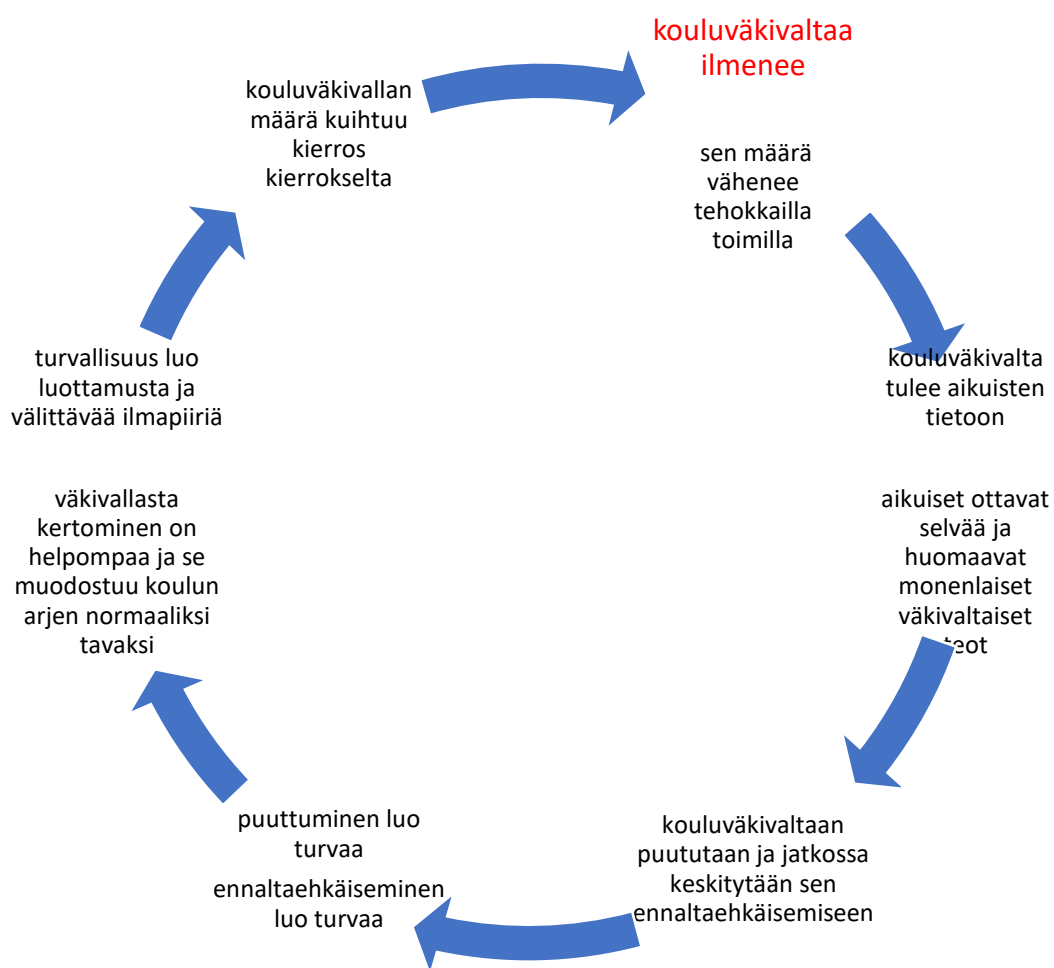 kouluväkivaltaa
ilmenee
sen määrä
vähenee
tehokkailla
toimilla
kouluväkivalta
tulee aikuisten
tietoon
aikuiset ottavat
selvää ja
huomaavat
monenlaiset
väkivaltaiset
teot
kouluväkivaltaan
puututaan ja jatkossa
keskitytään sen
ennaltaehkäisemiseen
puuttuminen luo
turvaa
ennaltaehkäiseminen
luo turvaa
väkivallasta
kertominen on
helpompaa ja se
muodostuu koulun
arjen normaaliksi
tavaksi
turvallisuus luo
luottamusta ja
välittävää ilmapiiriä
kouluväkivallan
määrä kuihtuu
kierros
kierrokselta